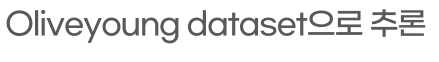 Oliveyoung dataset으로 추론